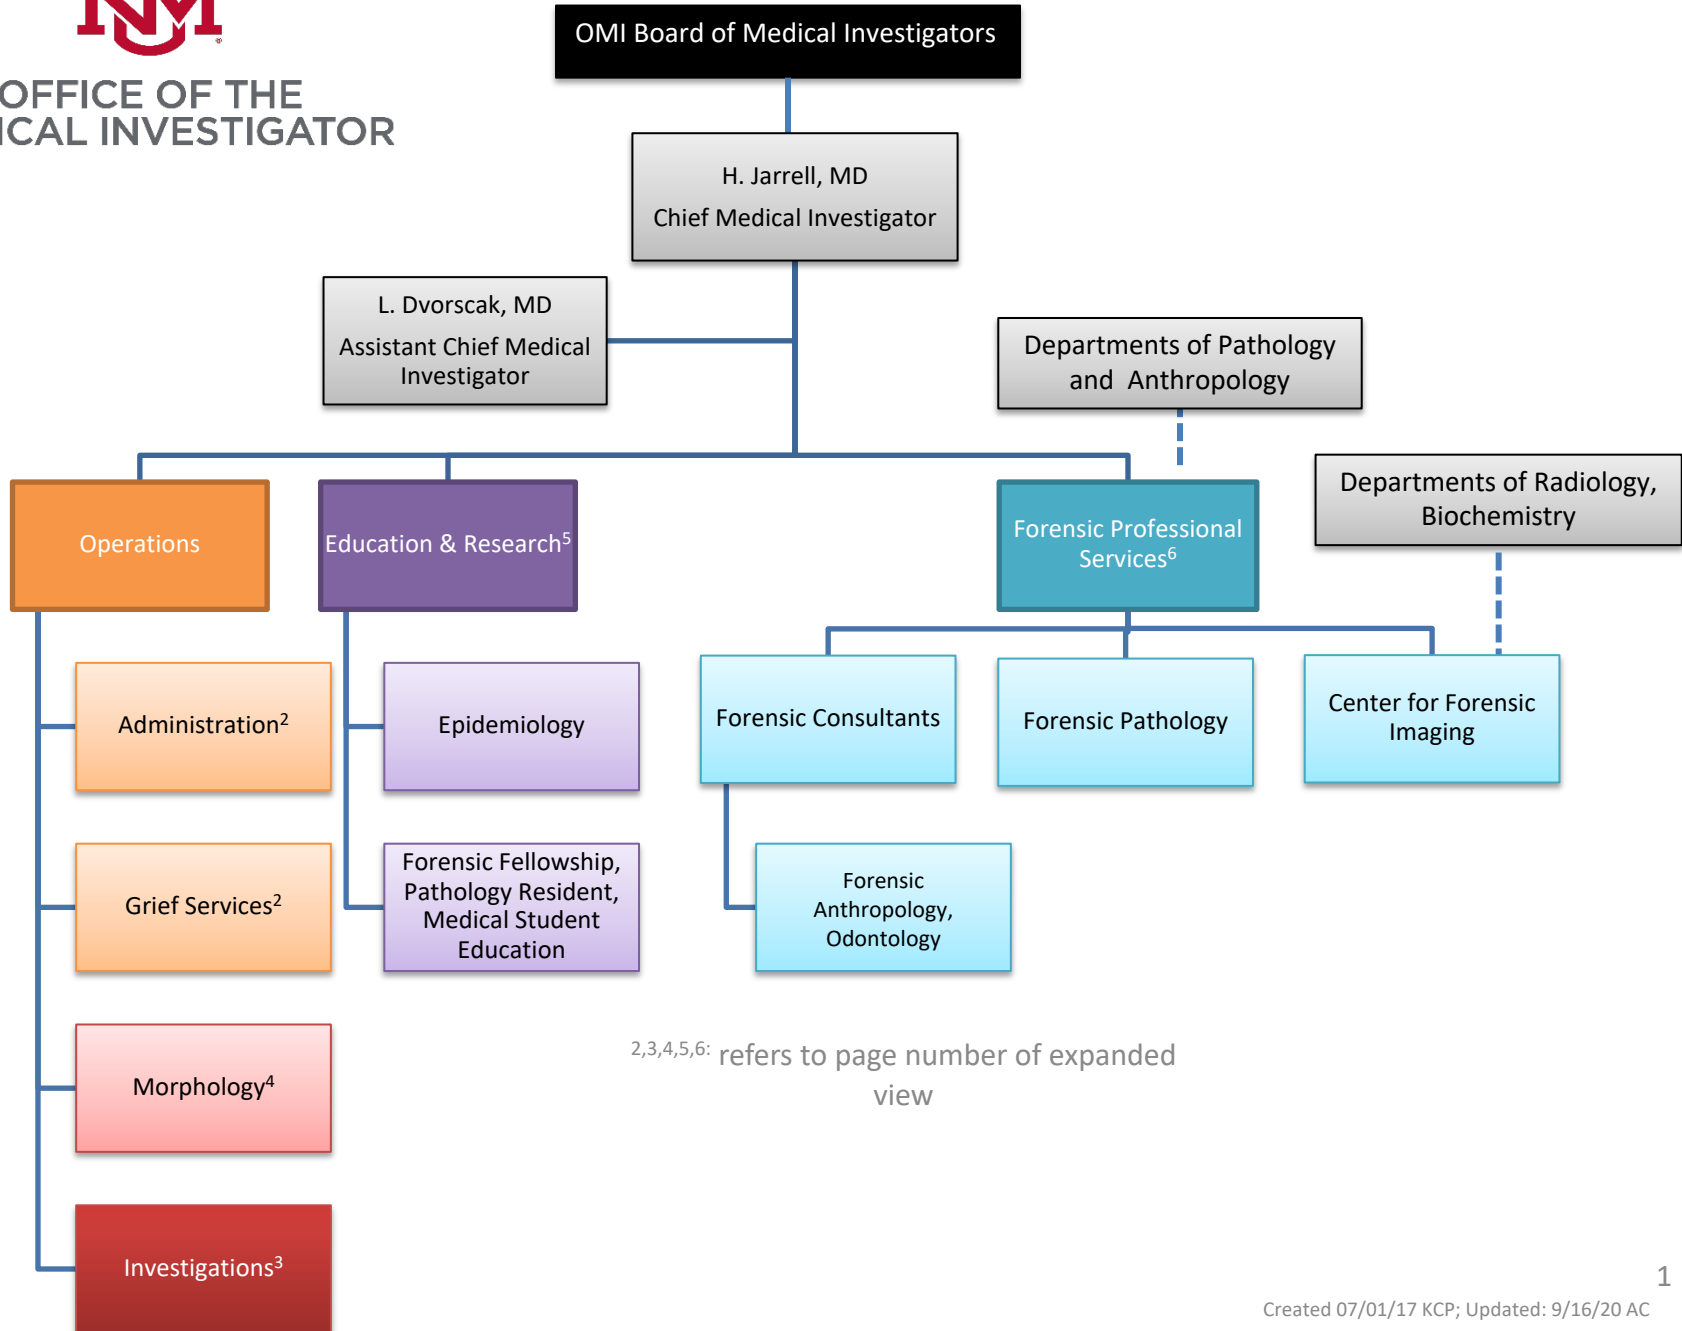 NM
OFFICE OF THE
ICAL INVESTIGATOR
OMI Board of Medical Investigators
H. Jarrell, MD
Chief Medical Investigator
L. Dvorscak, MD
Assistant Chief Medical
Investigator
Departments of Pathology
and Anthropology
Departments of Radiology,
Biochemistry
Operations
Education & Research⁵
Forensic Professional
Services⁶
Administration²
Epidemiology
Forensic Consultants
Forensic Pathology
Center for Forensic
Imaging
Grief Services²
Forensic Fellowship,
Pathology Resident,
Medical Student
Education
Forensic
Anthropology,
Odontology
Morphology⁴
2,3,4,5,6: refers to page number of expanded
view
Investigations³
1
Created 07/01/17 KCP; Updated: 9/16/20 AC